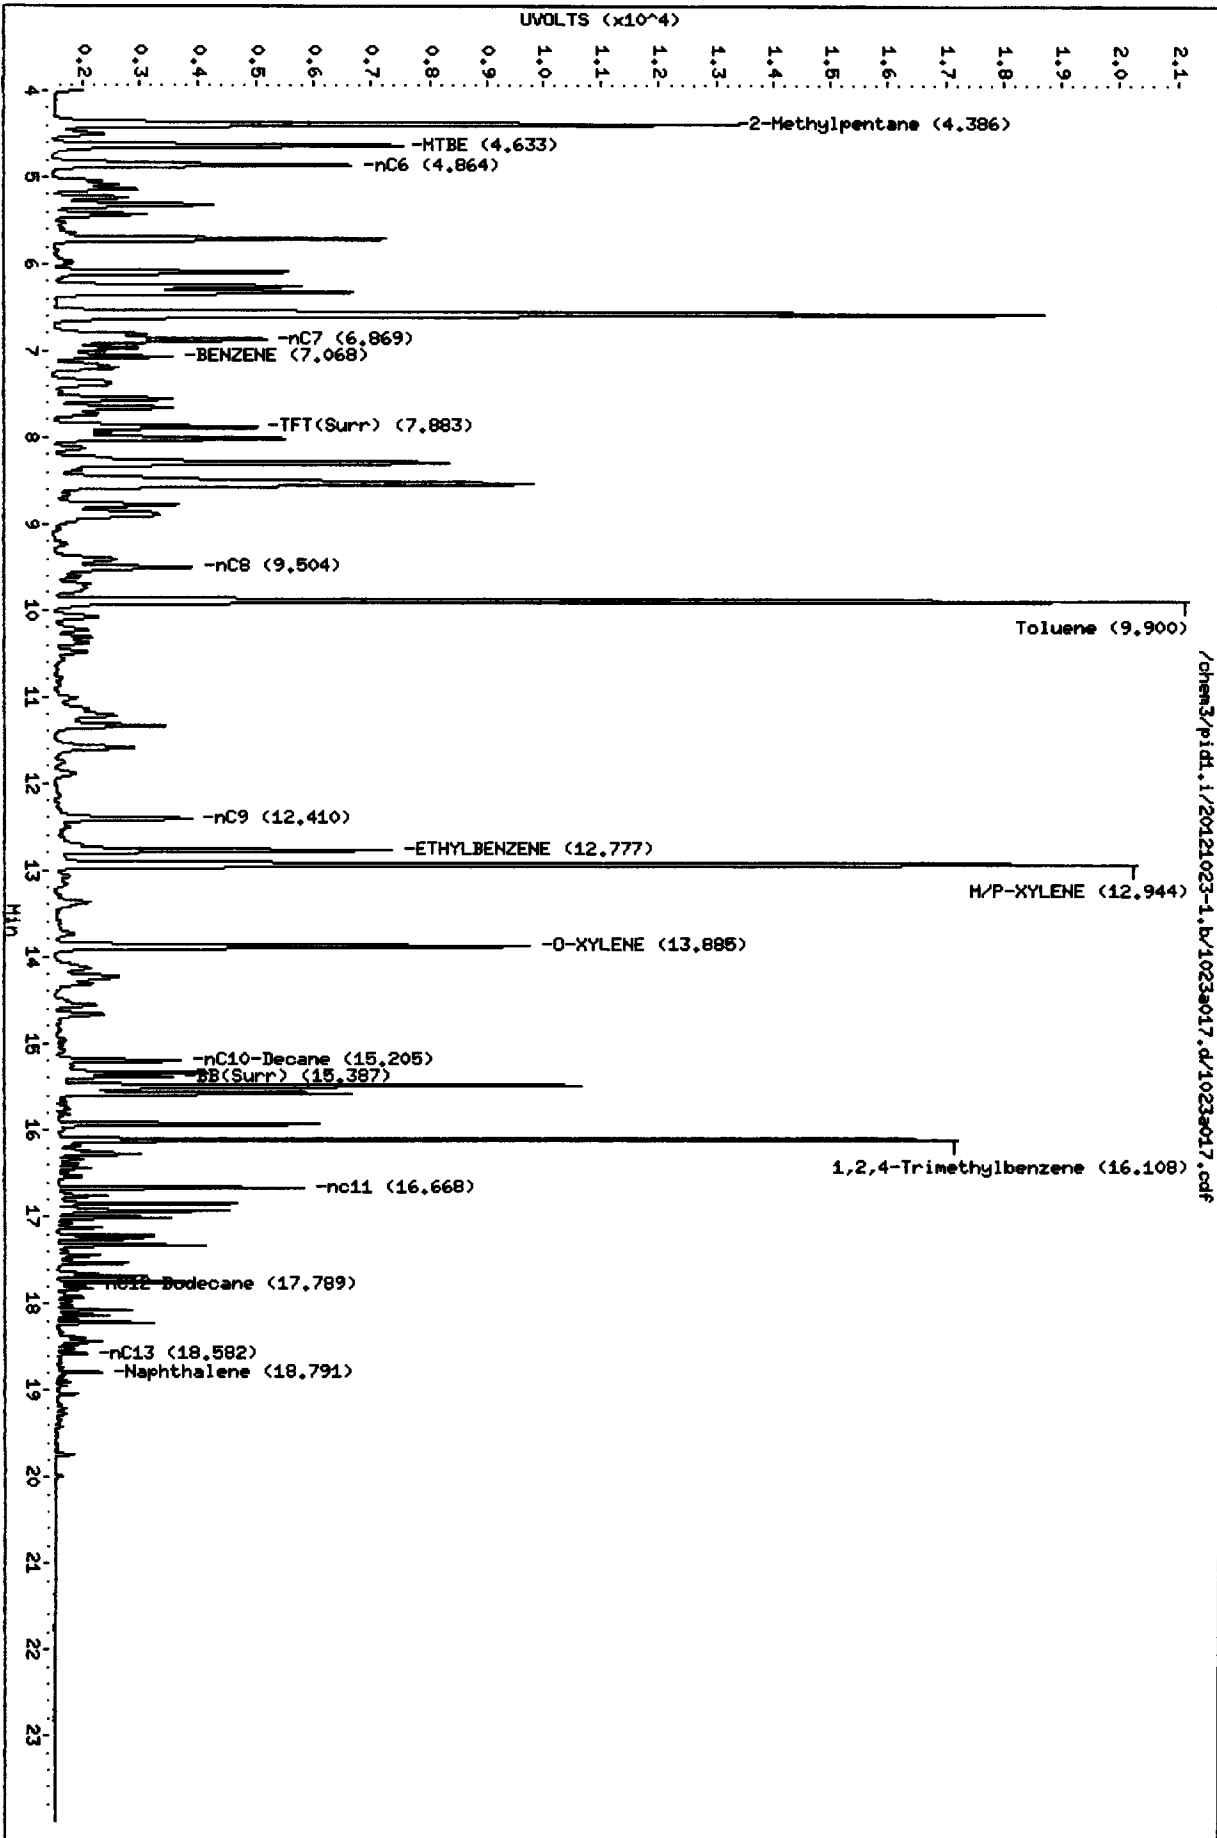 /chem3/pid1.i/20121023-1.b/1023a017.d/1023a017.cdf
UVOLTS (x10^4)
0.2
0.3
0.4
0.5
0.6
0.7
0.8
0.9
1.0
1.1
1.2
1.3
1.4
1.5
1.6
1.7
1.8
1.9
2.0
2.1
-2-Methylpentane (4.386)
-MTBE (4.633)
-nC6 (4.864)
-nC7 (6.869)
-BENZENE (7.068)
-TFT(Surr) (7.883)
-nC8 (9.504)
Toluene (9.900)
-nC9 (12.410)
-ETHYLBENZENE (12.777)
M/P-XYLENE (12.944)
-O-XYLENE (13.885)
-nC10-Decane (15.205)
-BB(Surr) (15.387)
1,2,4-Trimethylbenzene (16.108)
-nc11 (16.668)
nC12-Dodecane (17.789)
-nC13 (18.582)
-Naphthalene (18.791)
4
5
6
7
8
9
10
11
12
13
14
15
16
17
18
19
20
21
22
23
Min